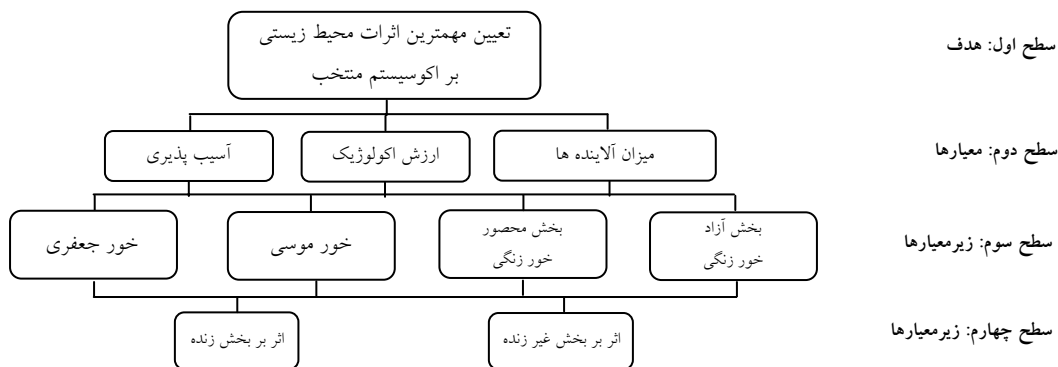 سطح اول: هدف
تعیین مهمترین اثرات محیط زیستی
بر اکوسیستم منتخب
سطح دوم: معیارها
میزان آلاینده ها
ارزش اکولوژیک
آسیب پذیری
سطح سوم: زیرمعیارها
بخش آزاد
خور زنگی
بخش محصور
خور زنگی
خور موسی
خور جعفری
سطح چهارم: زیرمعیارها
اثر بر بخش غیر زنده
اثر بر بخش زنده